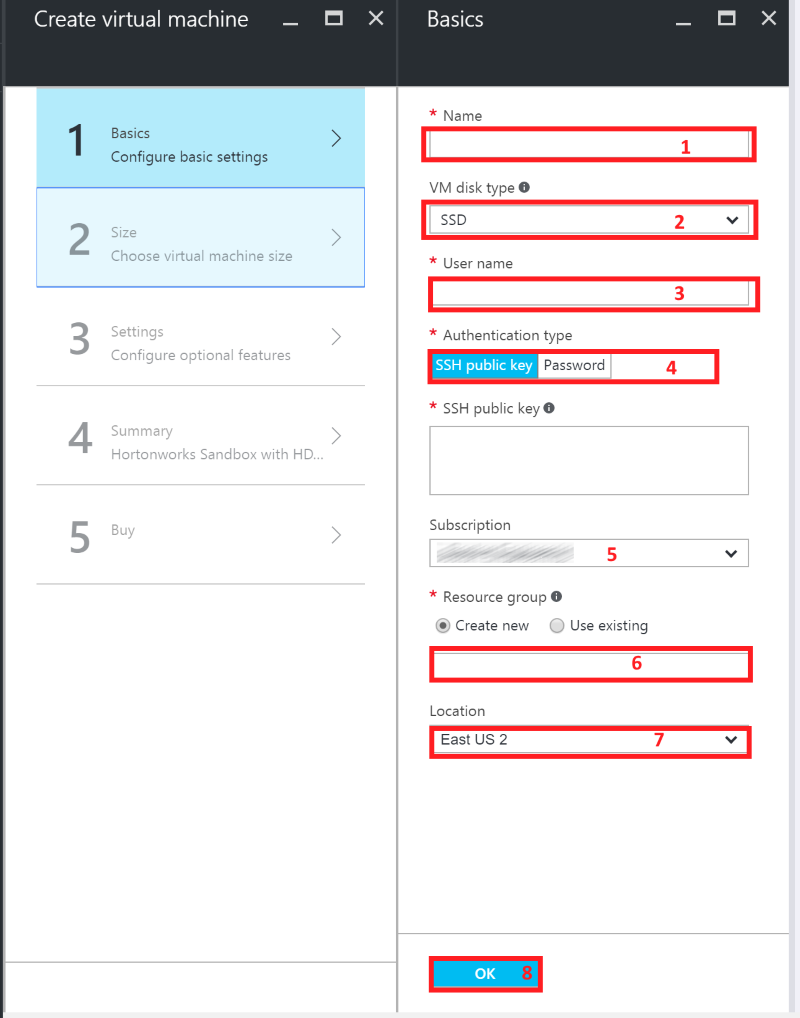 Create virtual machine
1
Basics
Configure basic settings
2
Size
Choose virtual machine size
3
Settings
Configure optional features
4
Summary
Hortonworks Sandbox with HD...
5
Buy
Basics
* Name
1
VM disk type
SSD 2
* User name
3
* Authentication type
SSH public key Password 4
* SSH public key
Subscription
5
* Resource group
Create new Use existing
6
Location
East US 2 7
OK 8